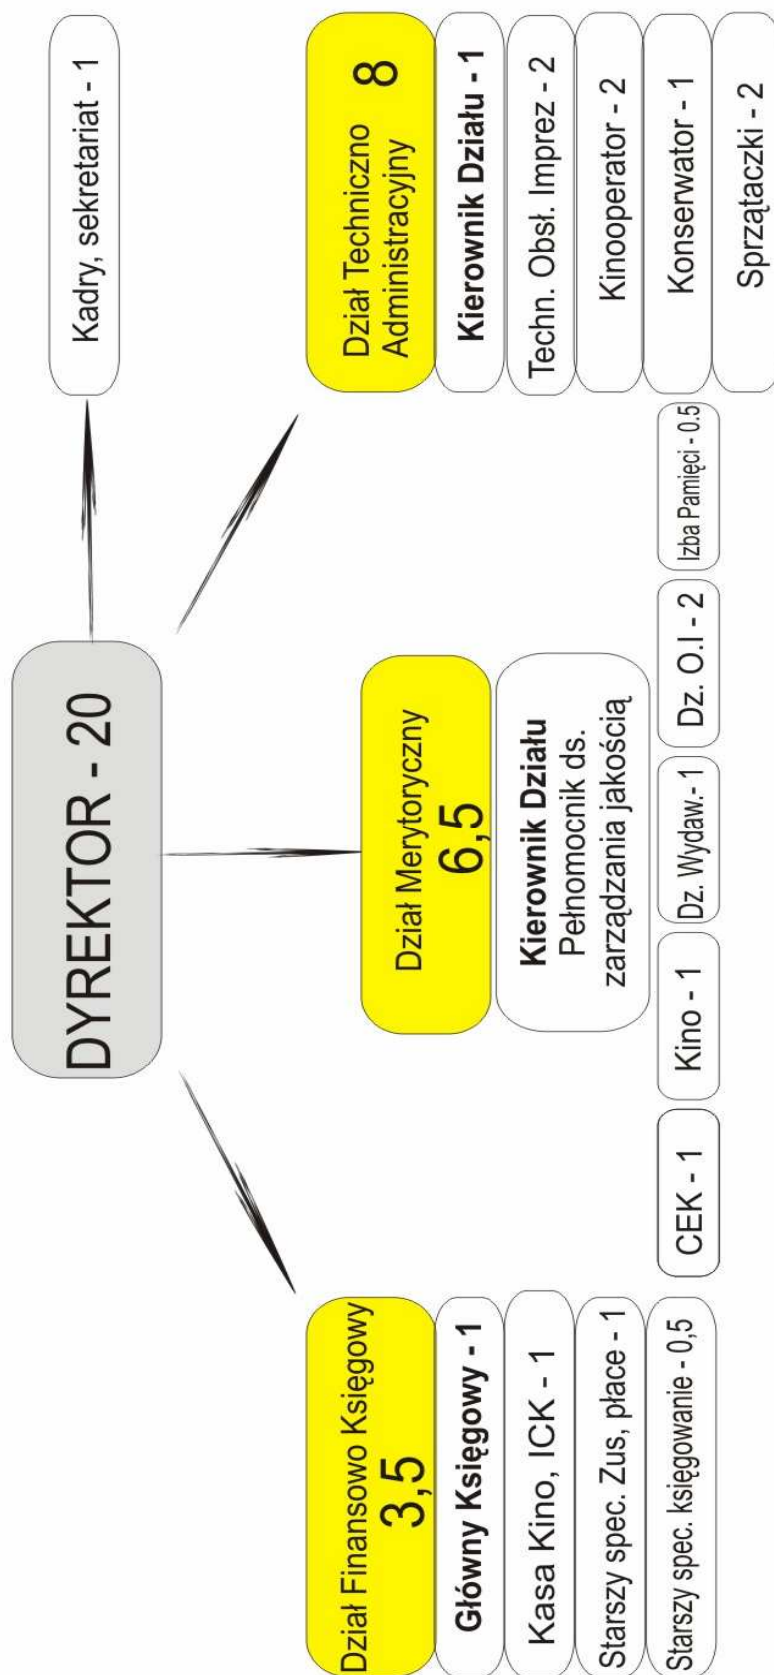 DYREKTOR - 20
Kadry, sekretariat - 1
Dział Finansowo Księgowy
3,5
Główny Księgowy - 1
Kasa Kino, ICK - 1
Starszy spec. Zus, płace - 1
Starszy spec. księgowanie - 0,5
Dział Merytoryczny
6,5
Kierownik Działu
Pełnomocnik ds.
zarządzania jakością
CEK - 1
Kino - 1
Dz. Wydaw.- 1
Dz. O.I - 2
Izba Pamięci - 0.5
Dział Techniczno
Administracyjny
8
Kierownik Działu - 1
Techn. Obsł. Imprez - 2
Kinooperator - 2
Konserwator - 1
Sprzątaczki - 2